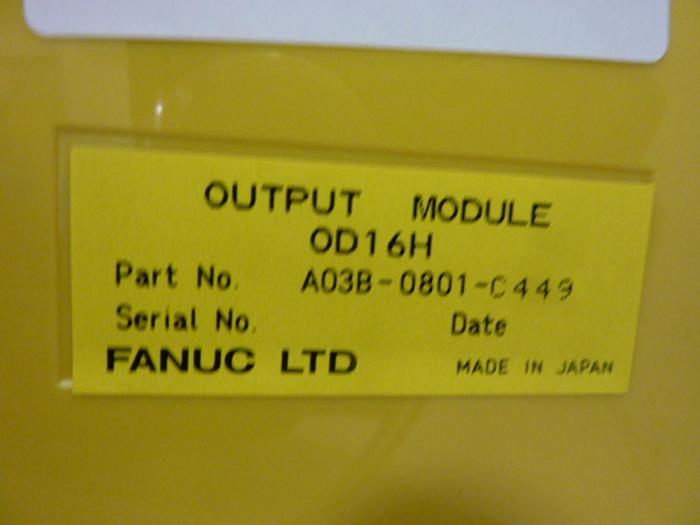 OUTPUT MODULE
OD16H
Part No. A03B-0801-C449
Serial No. Date
FANUC LTD MADE IN JAPAN